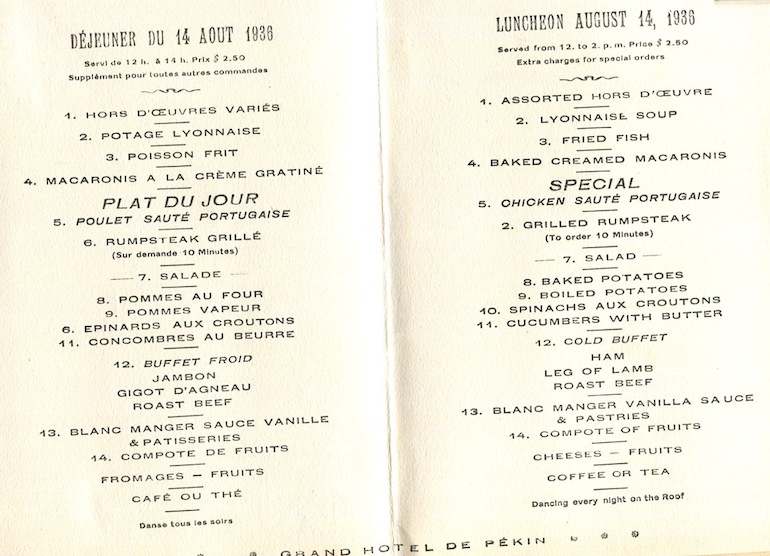 DÉJEUNER DU 14 AOUT 1936
Servi de 12 h. à 14 h. Prix $ 2.50
Supplément pour toutes autres commandes
1. HORS D'ŒUVRES VARIÉS
2. POTAGE LYONNAISE
3. POISSON FRIT
4. MACARONIS A LA CRÈME GRATINÉ
PLAT DU JOUR
5. POULET SAUTÉ PORTUGAISE
6. RUMPSTEAK GRILLÉ
(Sur demande 10 Minutes)
7. SALADE
8. POMMES AU FOUR
9. POMMES VAPEUR
6. EPINARDS AUX CROUTONS
11. CONCOMBRES AU BEURRE
12. BUFFET FROID
JAMBON
GIGOT D'AGNEAU
ROAST BEEF
13. BLANC MANGER SAUCE VANILLE
& PATISSERIES
14. COMPOTE DE FRUITS
FROMAGES – FRUITS
CAFÉ OU THÉ
Danse tous les soirs
LUNCHEON AUGUST 14, 1936
Served from 12. to 2. p. m. Price $ 2.50
Extra charges for special orders
1. ASSORTED HORS D'ŒUVRE
2. LYONNAISE SOUP
3. FRIED FISH
4. BAKED CREAMED MACARONIS
SPECIAL
5. CHICKEN SAUTÉ PORTUGAISE
2. GRILLED RUMPSTEAK
(To order 10 Minutes)
7. SALAD
8. BAKED POTATOES
9. BOILED POTATOES
10. SPINACHS AUX CROUTONS
11. CUCUMBERS WITH BUTTER
12. COLD BUFFET
HAM
LEG OF LAMB
ROAST BEEF
13. BLANC MANGER VANILLA SAUCE
& PASTRIES
14. COMPOTE OF FRUITS
CHEESES – FRUITS
COFFEE OR TEA
Dancing every night on the Roof
GRAND HOTEL DE PÉKIN